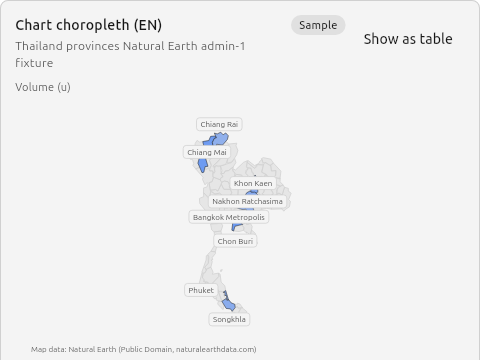 Chart choropleth (EN)
Sample
Show as table
Thailand provinces Natural Earth admin-1
fixture
Volume (u)
Chiang Rai
Chiang Mai
Khon Kaen
Nakhon Ratchasima
Bangkok Metropolis
Chon Buri
Phuket
Songkhla
Map data: Natural Earth (Public Domain, naturalearthdata.com)